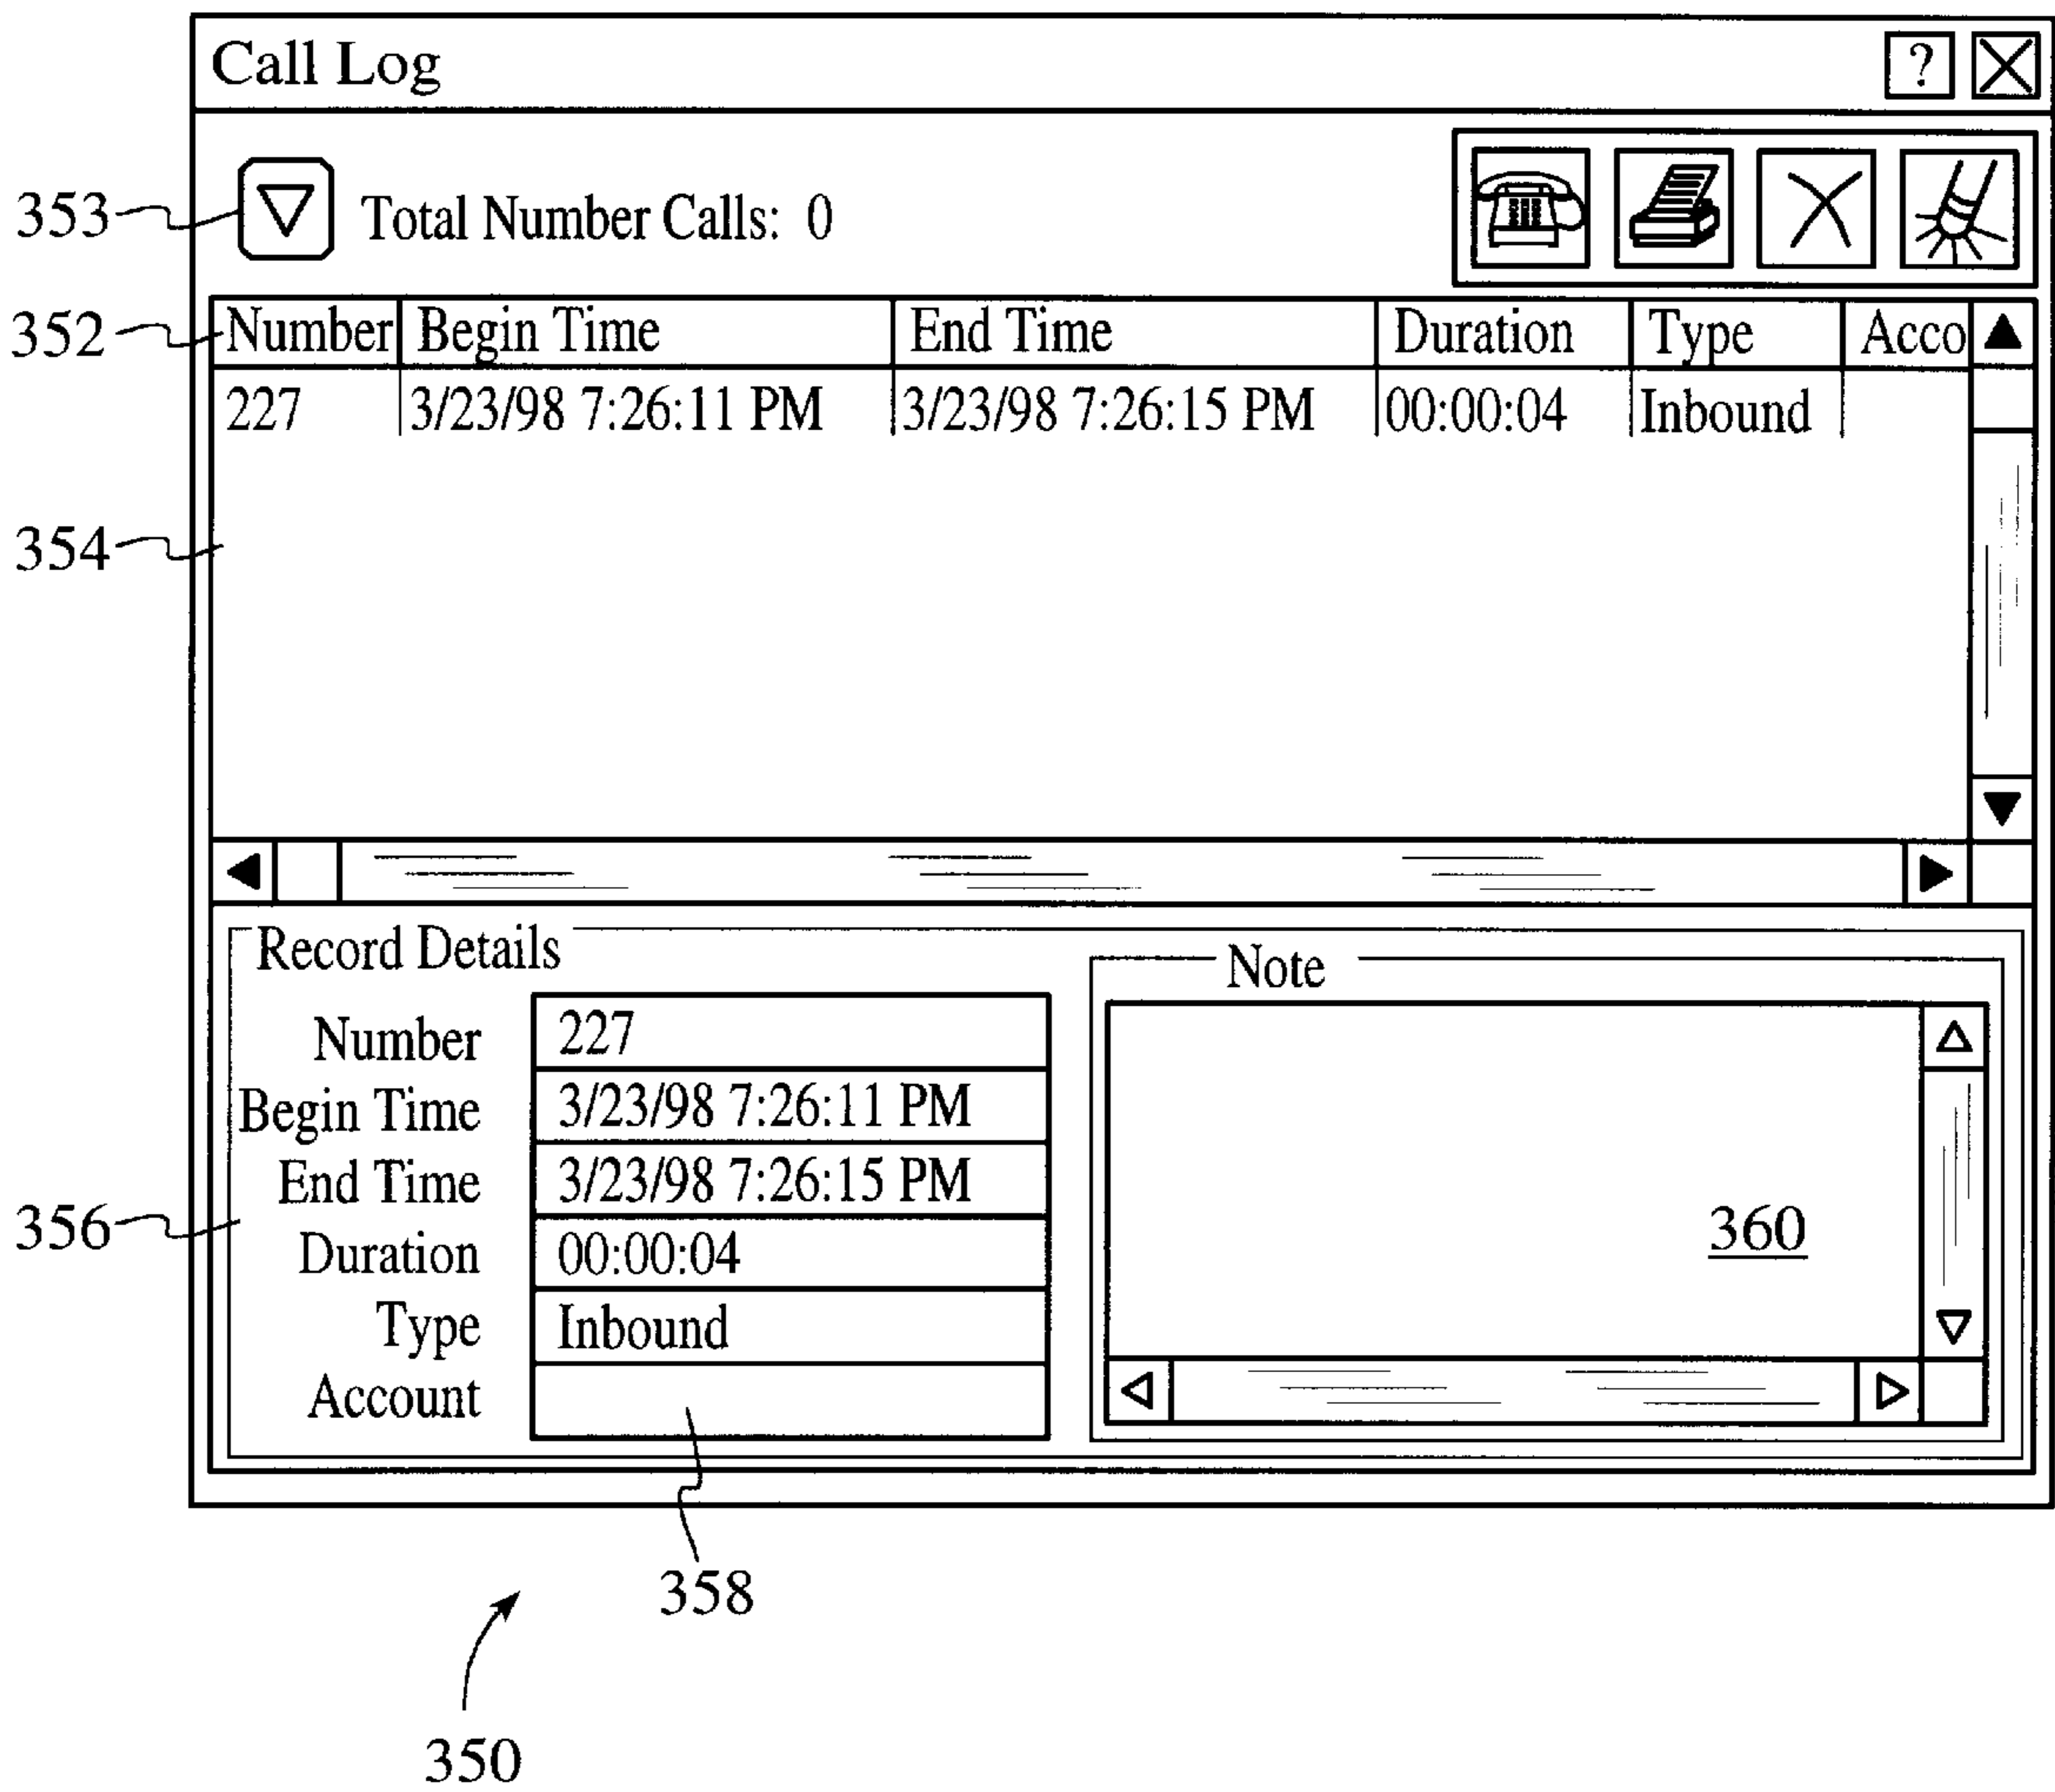 Call Log ?
353 Total Number Calls: 0
352 Number Begin Time End Time Duration Type Acco
227 3/23/98 7:26:11 PM 3/23/98 7:26:15 PM 00:00:04 Inbound
354
Record Details
Note
Number 227
Begin Time 3/23/98 7:26:11 PM
End Time 3/23/98 7:26:15 PM
356
360
Duration 00:00:04
Type Inbound
Account
358
350